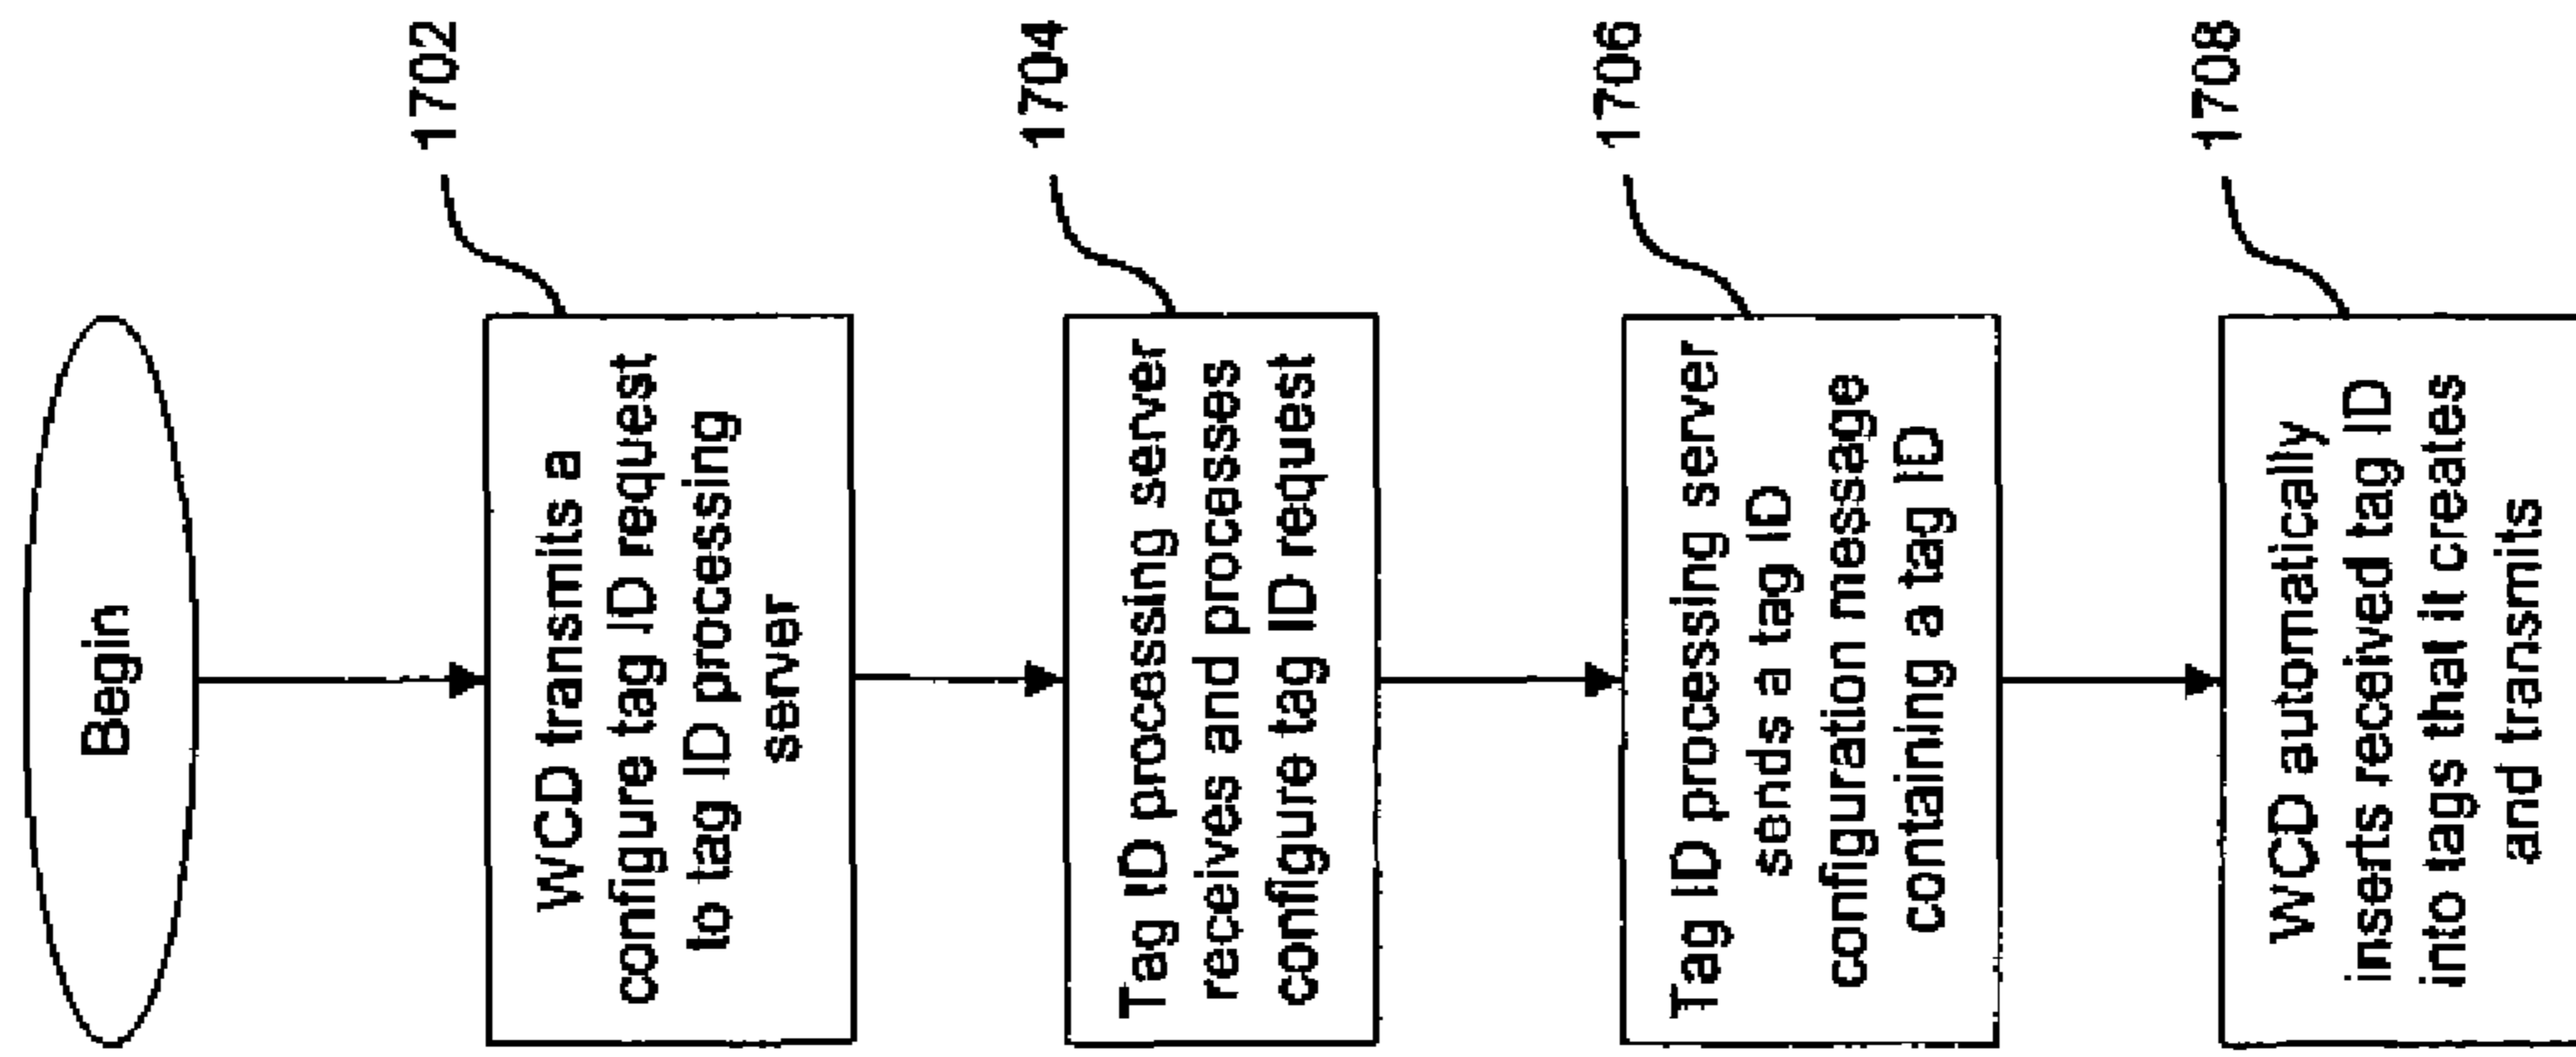 Begin
1702
WCD transmits a
configure tag ID request
to tag ID processing
server
1704
Tag ID processing server
receives and processes
configure tag ID request
1706
Tag ID processing server
sends a tag ID
configuration message
containing a tag ID
1708
WCD automatically
inserts received tag ID
into tags that it creates
and transmits